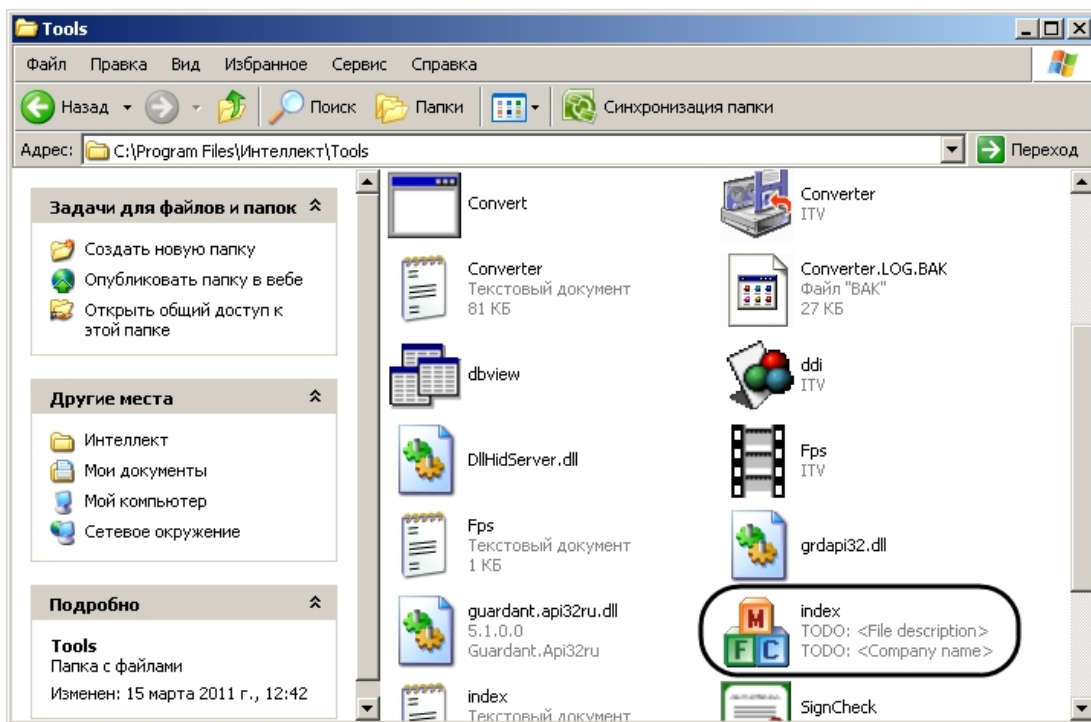 Tools
Файл Правка Вид Избранное Сервис Справка
Назад Поиск Папки Синхронизация папки
Адрес: C:\Program Files\Интеллект\Tools Переход
Задачи для файлов и папок
Создать новую папку
Опубликовать папку в вебе
Открыть общий доступ к
этой папке
Другие места
Интеллект
Мои документы
Мой компьютер
Сетевое окружение
Подробно
Tools
Папка с файлами
Изменен: 15 марта 2011 г., 12:42
Convert
Converter
ITV
Converter
Текстовый документ
81 КБ
Converter.LOG.BAK
Файл "BAK"
27 КБ
dbview
ddi
ITV
DllHidServer.dll
Fps
ITV
Fps
Текстовый документ
1 КБ
grdapi32.dll
guardant.api32ru.dll
5.1.0.0
Guardant.Api32ru
M
F C
index
TODO: <File description>
TODO: <Company name>
index
Текстовый документ
SignCheck